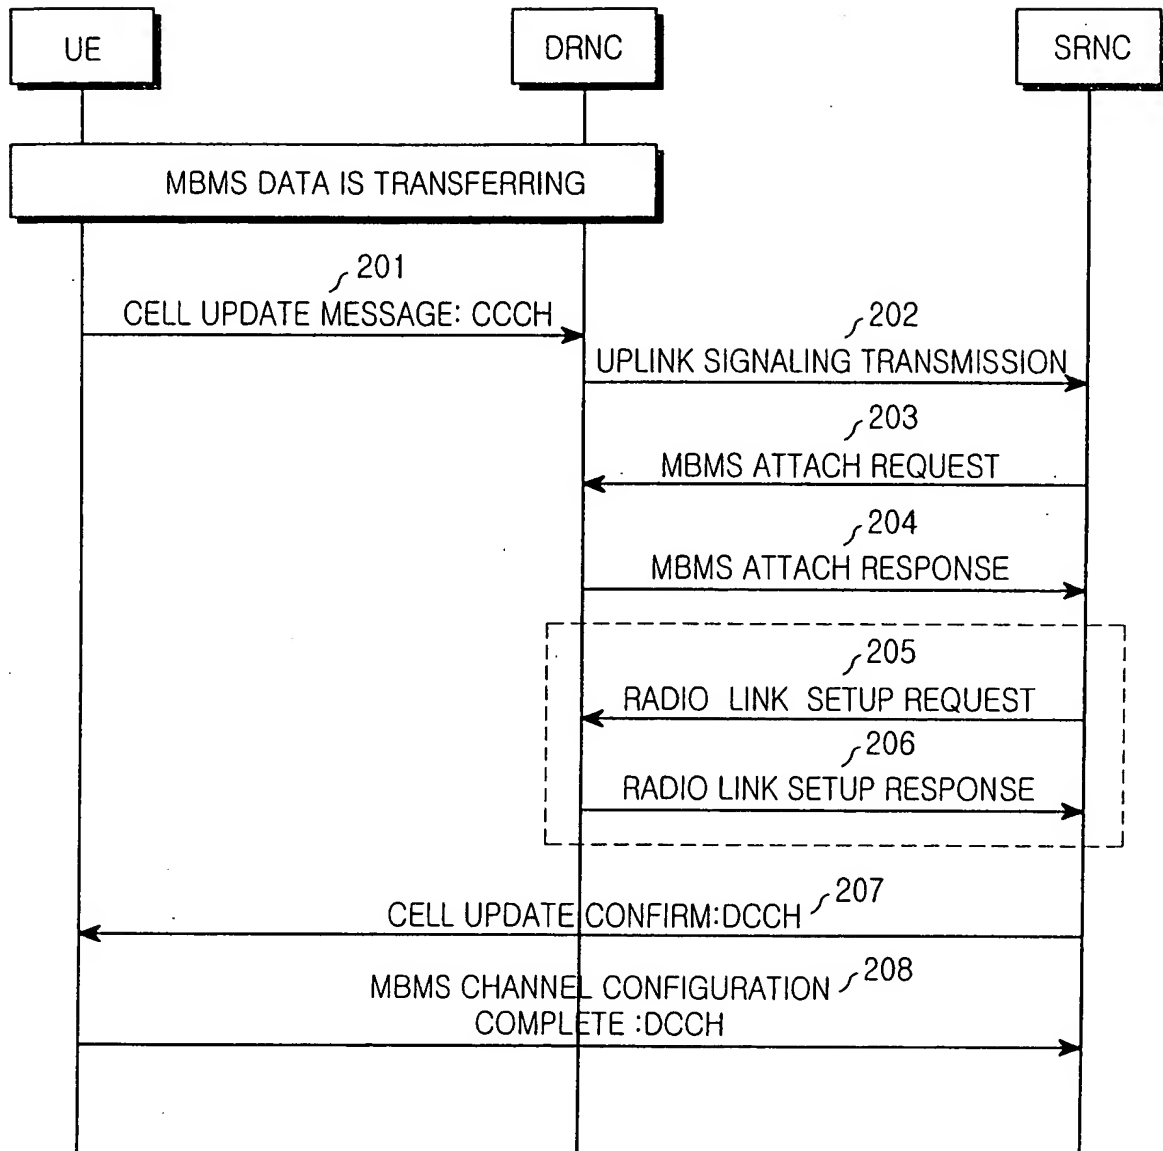 UE
DRNC
SRNC
MBMS DATA IS TRANSFERRING
201
CELL UPDATE MESSAGE: CCCH
202
UPLINK SIGNALING TRANSMISSION
203
MBMS ATTACH REQUEST
204
MBMS ATTACH RESPONSE
205
RADIO LINK SETUP REQUEST
206
RADIO LINK SETUP RESPONSE
207
CELL UPDATE CONFIRM:DCCH
208
MBMS CHANNEL CONFIGURATION
COMPLETE :DCCH